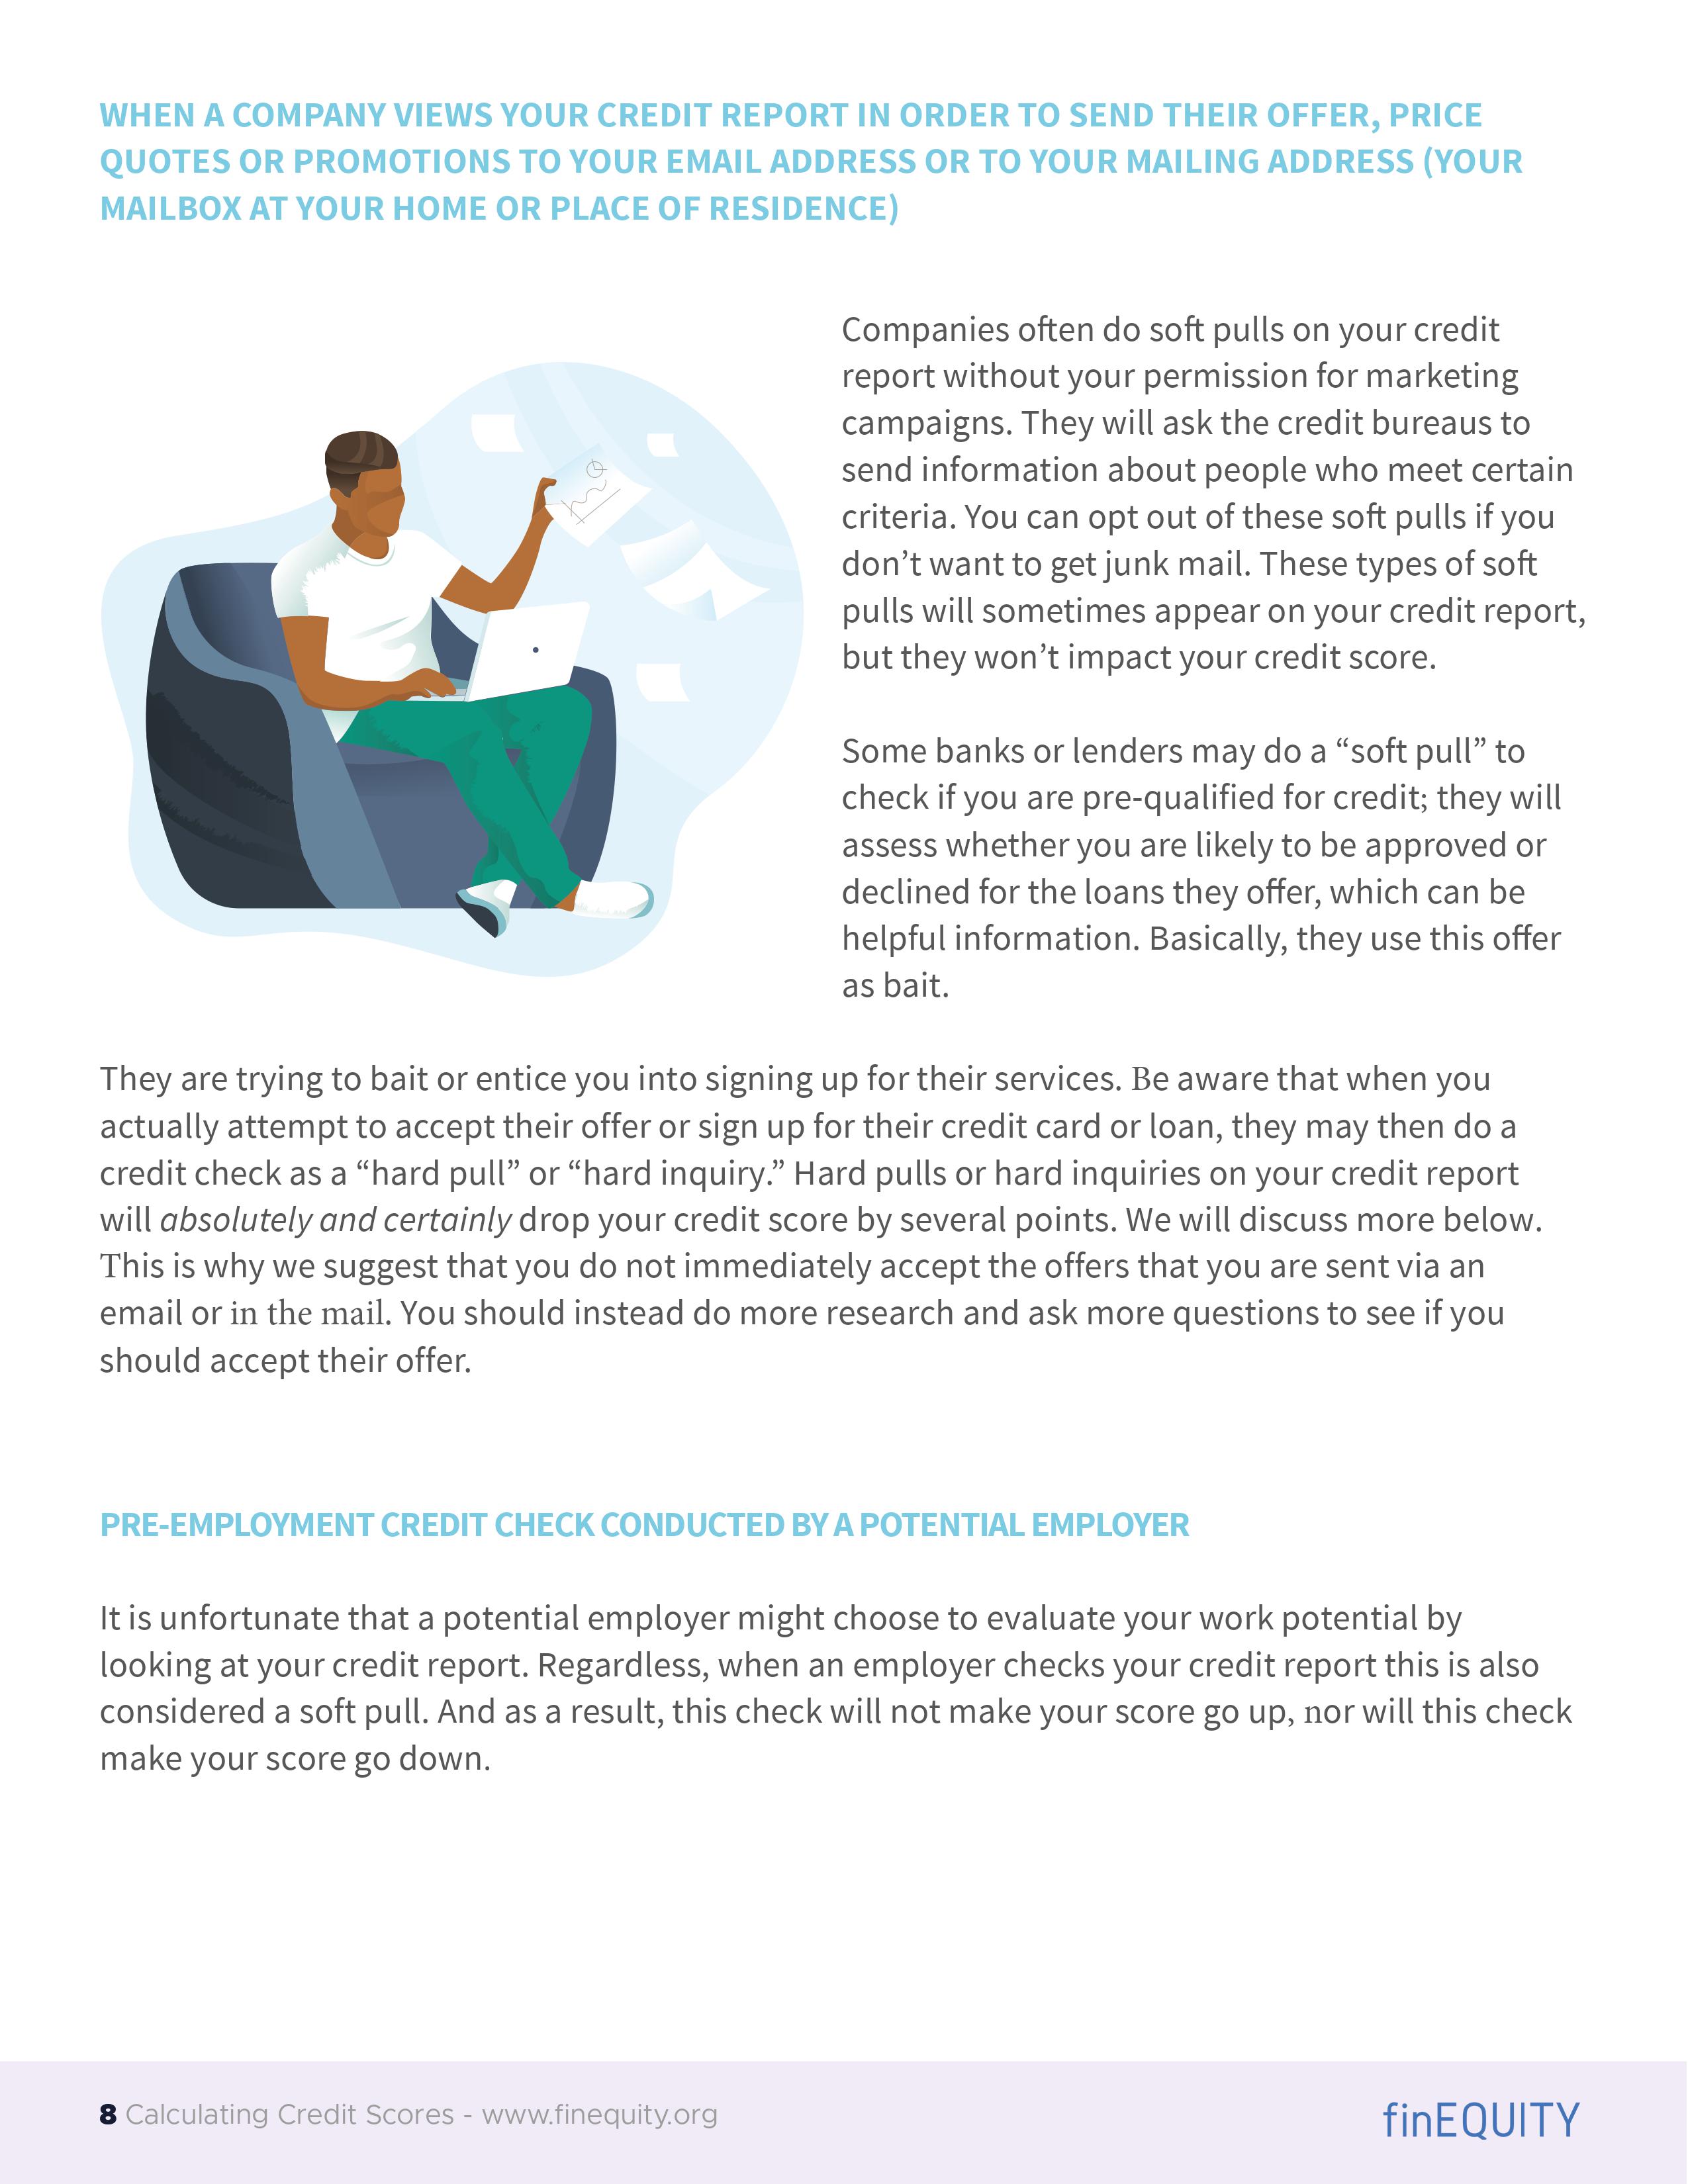 WHEN A COMPANY VIEWS YOUR CREDIT REPORT IN ORDER TO SEND THEIR OFFER, PRICE
QUOTES OR PROMOTIONS TO YOUR EMAIL ADDRESS OR TO YOUR MAILING ADDRESS (YOUR
MAILBOX AT YOUR HOME OR PLACE OF RESIDENCE)
Companies often do soft pulls on your credit
report without your permission for marketing
campaigns. They will ask the credit bureaus to
send information about people who meet certain
criteria. You can opt out of these soft pulls if you
don’t want to get junk mail. These types of soft
pulls will sometimes appear on your credit report,
but they won’t impact your credit score.
Some banks or lenders may do a “soft pull” to
check if you are pre-qualified for credit; they will
assess whether you are likely to be approved or
declined for the loans they offer, which can be
helpful information. Basically, they use this offer
as bait.
They are trying to bait or entice you into signing up for their services. Be aware that when you
actually attempt to accept their offer or sign up for their credit card or loan, they may then do a
credit check as a “hard pull” or “hard inquiry.” Hard pulls or hard inquiries on your credit report
will absolutely and certainly drop your credit score by several points. We will discuss more below.
This is why we suggest that you do not immediately accept the offers that you are sent via an
email or in the mail. You should instead do more research and ask more questions to see if you
should accept their offer.
PRE-EMPLOYMENT CREDIT CHECK CONDUCTED BY A POTENTIAL EMPLOYER
It is unfortunate that a potential employer might choose to evaluate your work potential by
looking at your credit report. Regardless, when an employer checks your credit report this is also
considered a soft pull. And as a result, this check will not make your score go up, nor will this check
make your score go down.
8 Calculating Credit Scores - www.finequity.org
finEQUITY